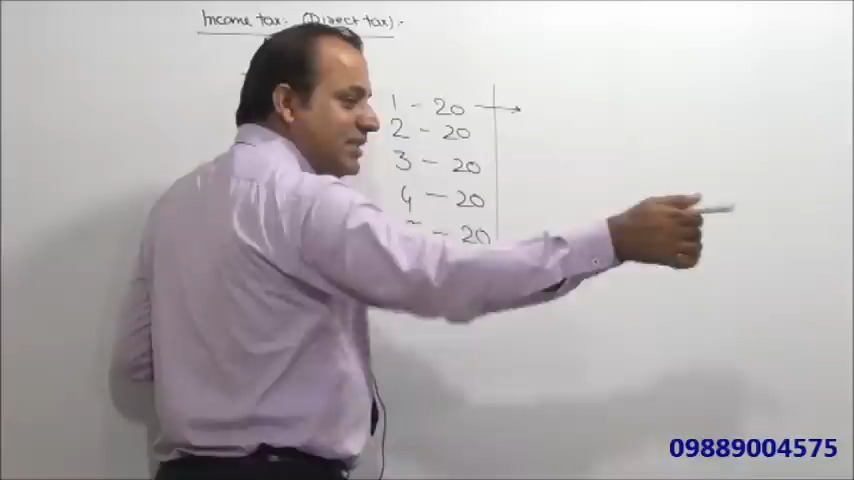 Income tax:- (Direct tax):-
1 - 20 →
2 - 20
3 - 20
4 - 20
- 20
09889004575